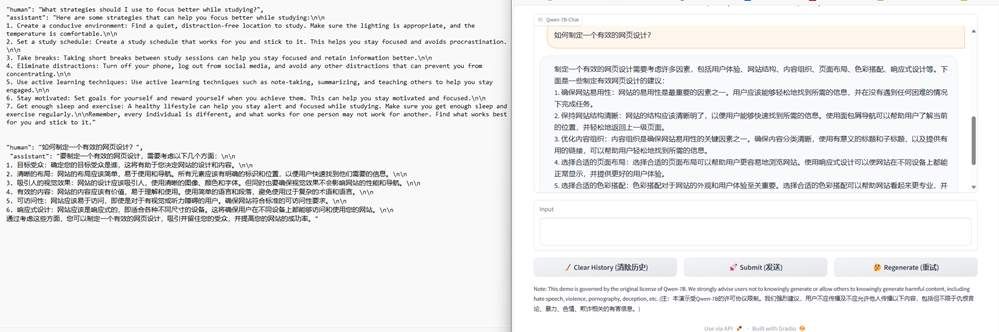 "human": "What strategies should I use to focus better while studying?",
"assistant": "Here are some strategies that can help you focus better while studying:\n\n
1. Create a conducive environment: Find a quiet, distraction-free location to study. Make sure the lighting is appropriate, and the
temperature is comfortable.\n\n
2. Set a study schedule: Create a study schedule that works for you and stick to it. This helps you stay focused and avoids procrastination.
\n\n
3. Take breaks: Taking short breaks between study sessions can help you stay focused and retain information better.\n\n
4. Eliminate distractions: Turn off your phone, log out from social media, and avoid any other distractions that can prevent you from
concentrating.\n\n
5. Use active learning techniques: Use active learning techniques such as note-taking, summarizing, and teaching others to help you stay
engaged.\n\n
6. Stay motivated: Set goals for yourself and reward yourself when you achieve them. This can help you stay motivated and focused.\n\n
7. Get enough sleep and exercise: A healthy lifestyle can help you stay alert and focused while studying. Make sure you get enough sleep and
exercise regularly.\n\nRemember, every individual is different, and what works for one person may not work for another. Find what works best
for you and stick to it."
"human": "如何制定一个有效的网页设计? ",
"assistant": "要制定一个有效的网页设计，需要考虑以下几个方面: \n\n
1. 目标受众: 确定您的目标受众是谁，这将有助于您决定网站的设计和内容。\n\n
2. 清晰的布局: 网站的布局应该简单、易于使用和导航。所有元素应该有明确的标识和位置，以便用户快速找到他们需要的信息。\n\n
3. 吸引人的视觉效果: 网站的设计应该吸引人，使用清晰的图像、颜色和字体。但同时也要确保视觉效果不会影响网站的性能和导航。\n\n
4. 有效的内容: 网站的内容应该有价值，易于理解和使用。使用简单的语言和段落，避免使用过于复杂的术语和语言。\n\n
5. 可访问性: 网站应该易于访问，即使是对于有视觉或听力障碍的用户。确保网站符合标准的可访问性要求。\n\n
6. 响应式设计: 网站应该是响应式的，即适合各种不同尺寸的设备。这将确保用户在不同设备上都能够访问和使用您的网站。\n\n
通过考虑这些方面，您可以制定一个有效的网页设计，吸引并留住您的受众，并提高您的网站的成功率。"
Qwen-7B-Chat
如何制定一个有效的网页设计?
制定一个有效的网页设计需要考虑许多因素，包括用户体验、网站结构、内容组织、页面布局、色彩搭配、响应式设计等。下
面是一些制定有效网页设计的建议:
1. 确保网站易用性: 网站的易用性是最重要的因素之一。用户应该能够轻松地找到所需的信息，并在没有遇到任何困难的情况
下完成任务。
2. 保持网站结构清晰: 网站的结构应该清晰明了，以便用户能够快速找到所需的信息。使用面包屑导航可以帮助用户了解当前
的位置，并轻松地返回上一级页面。
3. 优化内容组织: 内容组织是确保网站易用性的关键因素之一。确保内容分类清晰，使用有意义的标题和子标题，以及提供有
用的链接，可以帮助用户轻松地找到所需的信息。
4. 选择合适的页面布局: 选择合适的页面布局可以帮助用户更容易地浏览网站。使用响应式设计可以使网站在不同设备上都能
正常显示，并提供更好的用户体验。
5. 选择合适的色彩搭配: 色彩搭配对于网站的外观和用户体验至关重要。选择合适的色彩搭配可以帮助网站看起来更专业，并
Input
Clear History (清除历史)
Submit (发送)
Regenerate (重试)
Note: This demo is governed by the original license of Qwen-7B. We strongly advise users not to knowingly generate or allow others to knowingly generate harmful content, including
hate speech, violence, pornography, deception, etc. (注: 本演示受Qwen-7B的许可协议限制。我们强烈建议，用户不应传播及不应允许他人传播以下内容，包括但不限于仇恨言
论、暴力、色情、欺诈相关的有害信息。)
Use via API · Built with Gradio